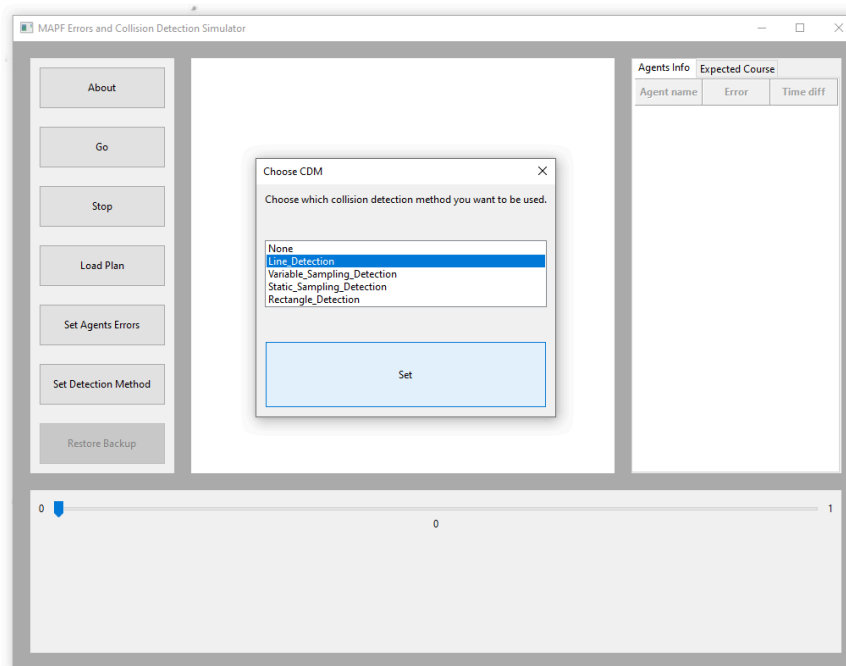 MAPF Errors and Collision Detection Simulator
About
Go
Stop
Load Plan
Set Agents Errors
Set Detection Method
Restore Backup
Choose CDM
Choose which collision detection method you want to be used.
None
Line_Detection
Variable_Sampling_Detection
Static_Sampling_Detection
Rectangle_Detection
Set
Agents Info Expected Course
Agent name Error Time diff
0 1
0